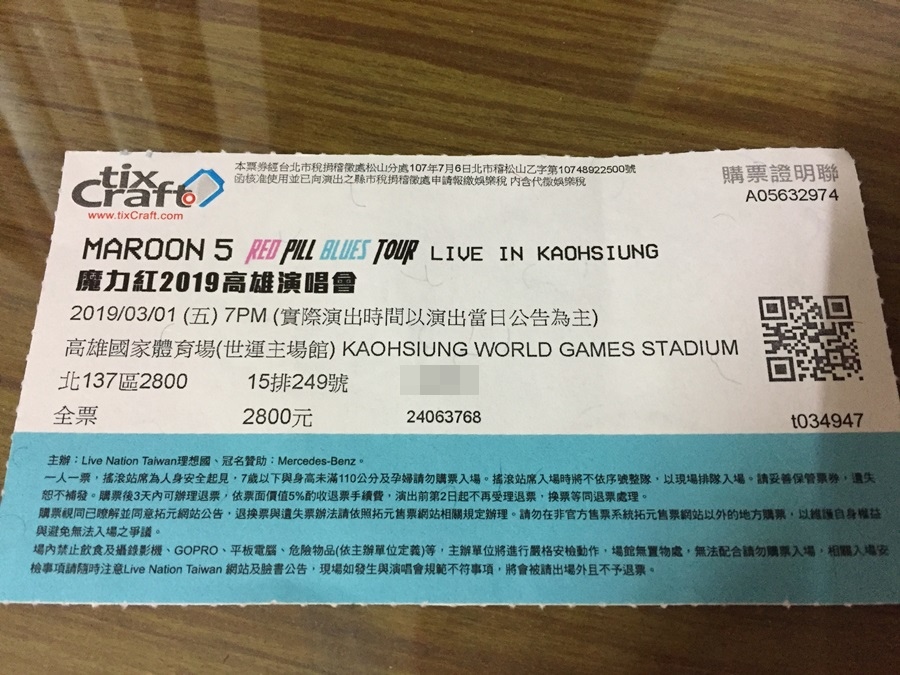 tix
Craft
www.tixCraft.com
本票券經台北市稅捐稽徵處松山分處107年7月6日北市稽松山乙字第10748922500號
函核准使用並已向演出之縣市稅捐稽徵處申請報繳娛樂稅 內含代徵娛樂稅
購票證明聯
A05632974
MAROON 5 RED PILL BLUES TOUR LIVE IN KAOHSIUNG
魔力紅2019高雄演唱會
2019/03/01 (五) 7PM (實際演出時間以演出當日公告為主)
高雄國家體育場(世運主場館) KAOHSIUNG WORLD GAMES STADIUM
北137區2800 15排249號
全票 2800元 24063768 t034947
主辦：Live Nation Taiwan理想國、冠名贊助：Mercedes-Benz。
一人一票，搖滾站席為人身安全起見，7歲以下與身高未滿110公分及孕婦請勿購票入場。搖滾站席入場時將不依序號整隊，以現場排隊入場。請妥善保管票券，遺失
恕不補發。購票後3天內可辦理退票，依票面價值5%酌收退票手續費，演出前第2日起不再受理退票，換票等同退票處理。
購票視同已瞭解並同意拓元網站公告，退換票與遺失票辦法請依照拓元售票網站相關規定辦理。請勿在非官方售票系統拓元售票網站以外的地方購票，以維護自身權益
與避免無法入場之爭議。
場內禁止飲食及攝錄影機、GOPRO、平板電腦、危險物品(依主辦單位定義)等，主辦單位將進行嚴格安檢動作，場館無置物處，無法配合請勿購票入場，相關入場安
檢事項請隨時注意Live Nation Taiwan 網站及臉書公告，現場如發生與演唱會規範不符事項，將會被請出場外且不予退票。